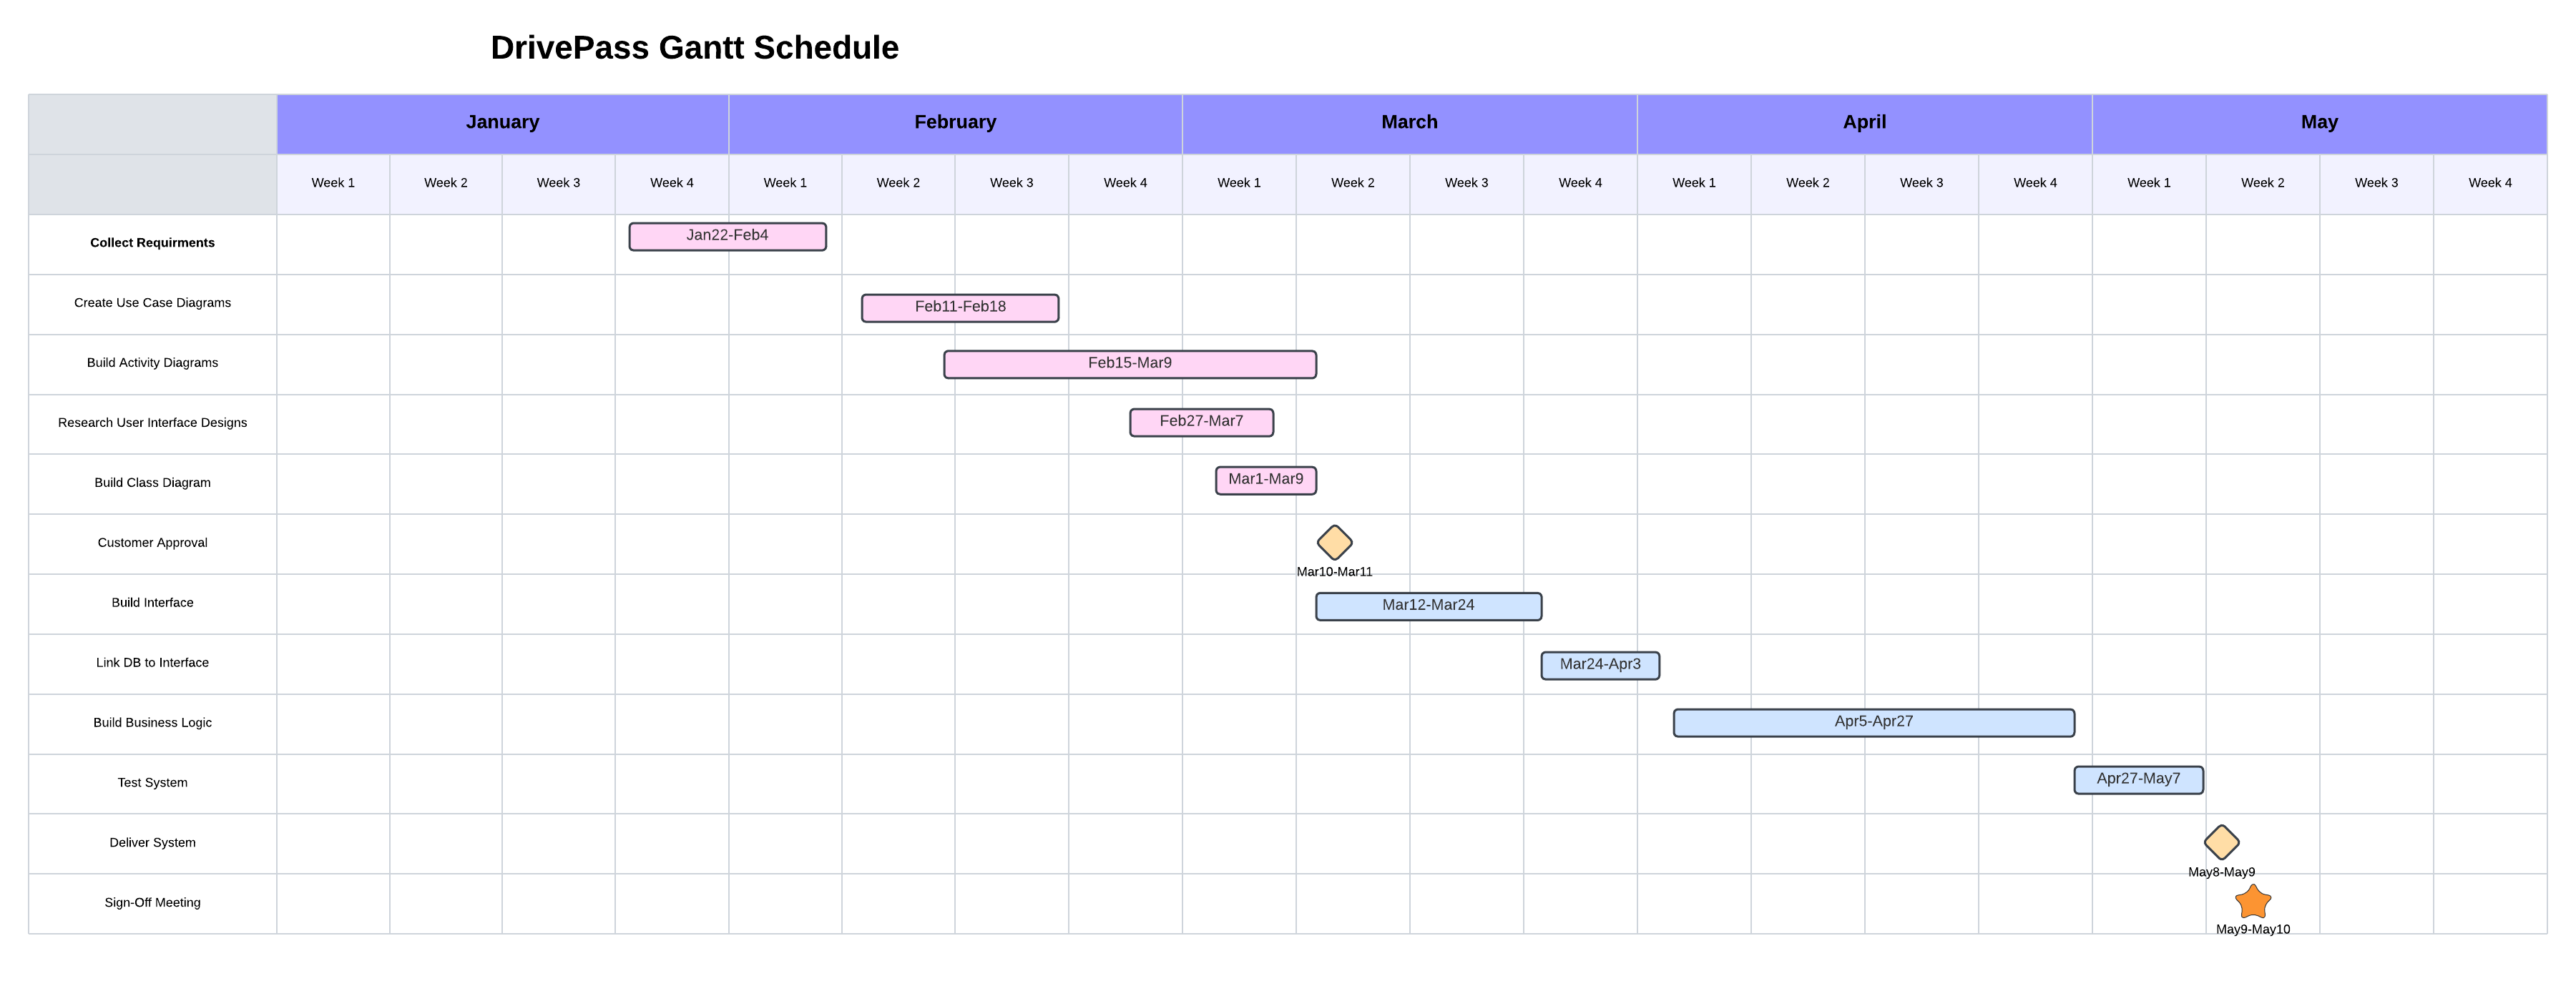 DrivePass Gantt Schedule
January February March April May
Week 1 Week 2 Week 3 Week 4 Week 1 Week 2 Week 3 Week 4 Week 1 Week 2 Week 3 Week 4 Week 1 Week 2 Week 3 Week 4 Week 1 Week 2 Week 3 Week 4
Collect Requirments Jan22-Feb4
Create Use Case Diagrams Feb11-Feb18
Build Activity Diagrams Feb15-Mar9
Research User Interface Designs Feb27-Mar7
Build Class Diagram Mar1-Mar9
Customer Approval
Mar10-Mar11
Build Interface Mar12-Mar24
Link DB to Interface Mar24-Apr3
Build Business Logic Apr5-Apr27
Test System Apr27-May7
Deliver System
May8-May9
Sign-Off Meeting
May9-May10